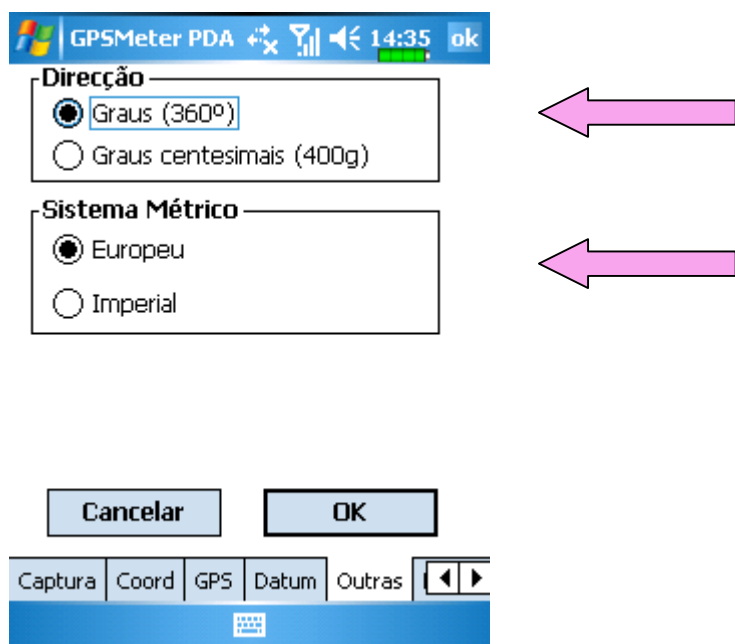 GPSMeter PDA 14:35 ok
Direcção
Graus (360º)
Graus centesimais (400g)
Sistema Métrico
Europeu
Imperial
Cancelar OK
Captura Coord GPS Datum Outras